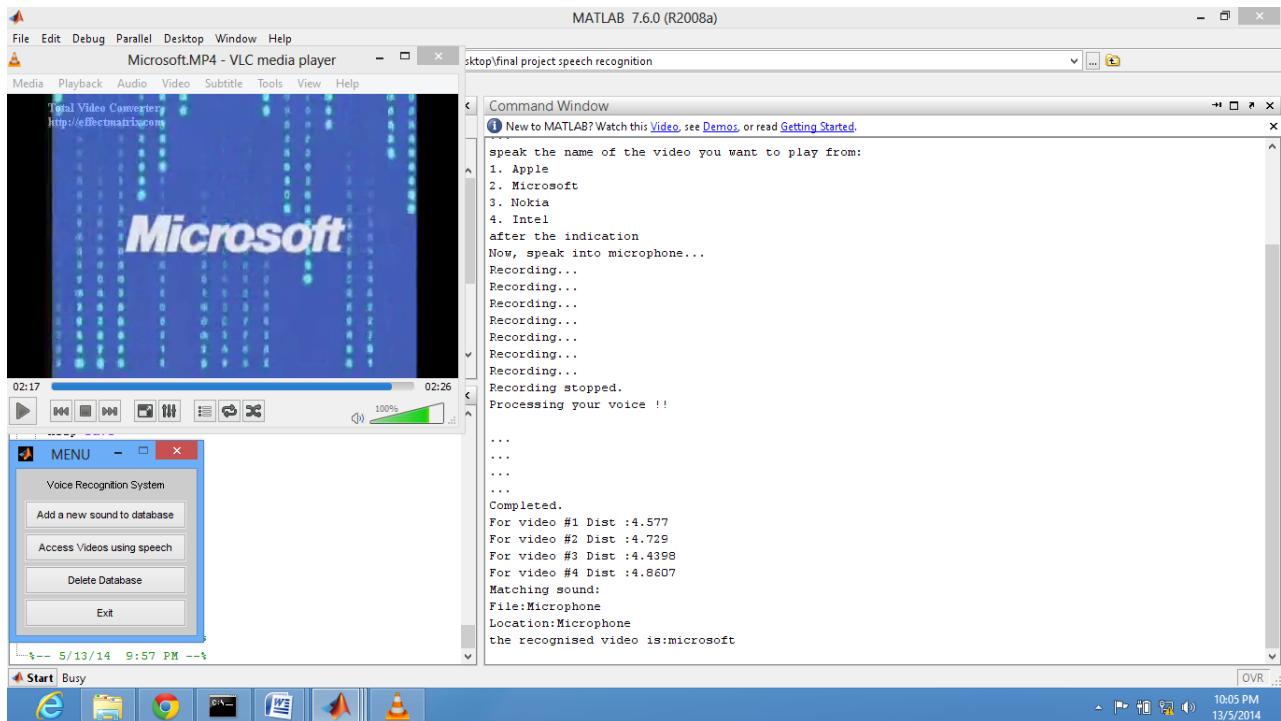 MATLAB 7.6.0 (R2008a)
File Edit Debug Parallel Desktop Window Help
Microsoft.MP4 - VLC media player
sktop\final project speech recognition
Media Playback Audio Video Subtitle Tools View Help
Total Video Converter
http://effectmatrix.com
Microsoft
02:17
02:26
100%
Command Window
New to MATLAB? Watch this Video, see Demos, or read Getting Started.
...
speak the name of the video you want to play from:
1. Apple
2. Microsoft
3. Nokia
4. Intel
after the indication
Now, speak into microphone...
Recording...
Recording...
Recording...
Recording...
Recording...
Recording...
Recording...
Recording stopped.
Processing your voice !!
...
...
...
...
Completed.
For video #1 Dist :4.577
For video #2 Dist :4.729
For video #3 Dist :4.4398
For video #4 Dist :4.8607
Matching sound:
File:Microphone
Location:Microphone
the recognised video is:microsoft
MENU
Voice Recognition System
Add a new sound to database
Access Videos using speech
Delete Database
Exit
%-- 5/13/14 9:57 PM --%
Start Busy
OVR
10:05 PM
13/5/2014